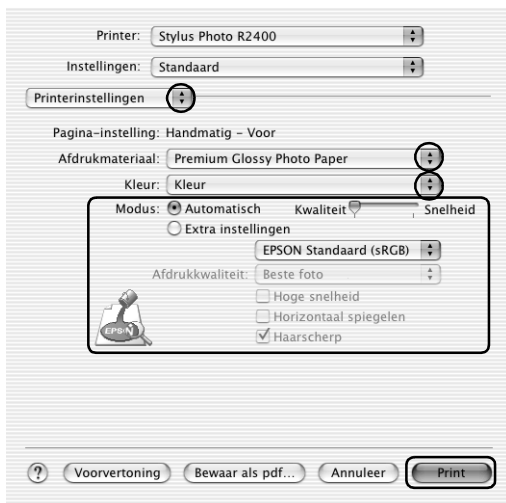 Printer: Stylus Photo R2400
Instellingen: Standaard
Printerinstellingen
Pagina-instelling: Handmatig - Voor
Afdrukmateriaal: Premium Glossy Photo Paper
Kleur: Kleur
Modus: Automatisch Kwaliteit Snelheid
Extra instellingen
EPSON Standaard (sRGB)
Afdrukkwaliteit: Beste foto
Hoge snelheid
Horizontaal spiegelen
EPSON Haarscherp
? Voorvertoning Bewaar als pdf... Annuleer Print